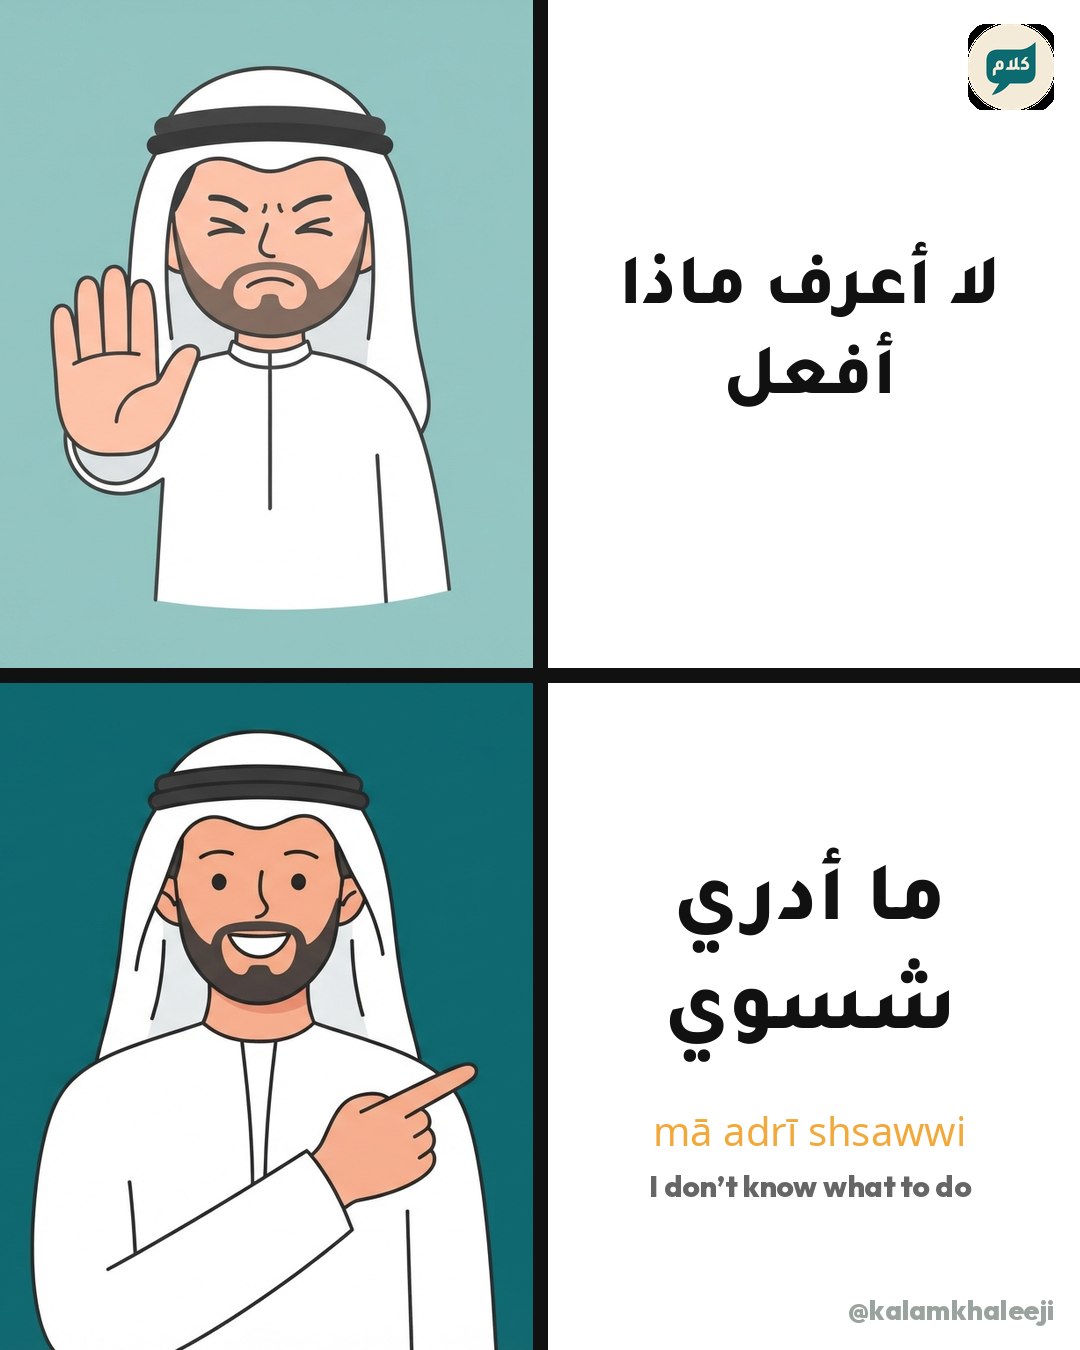 كلام
لا أعرف ماذا
أفعل
ما أدري
شسوي
mā adrī shsawwi
I don’t know what to do
@kalamkhaleeji